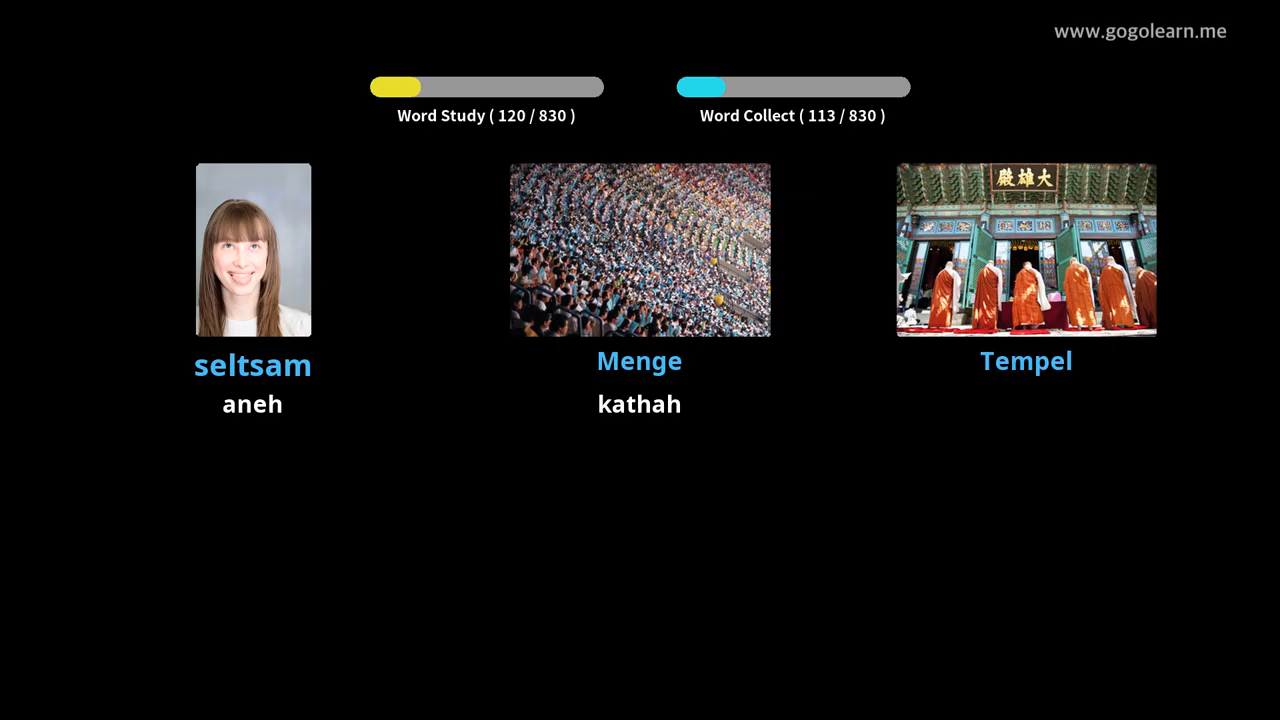 www.gogolearn.me
Word Study ( 120 / 830 )
Word Collect ( 113 / 830 )
大雄殿
seltsam
Menge
Tempel
aneh
kathah